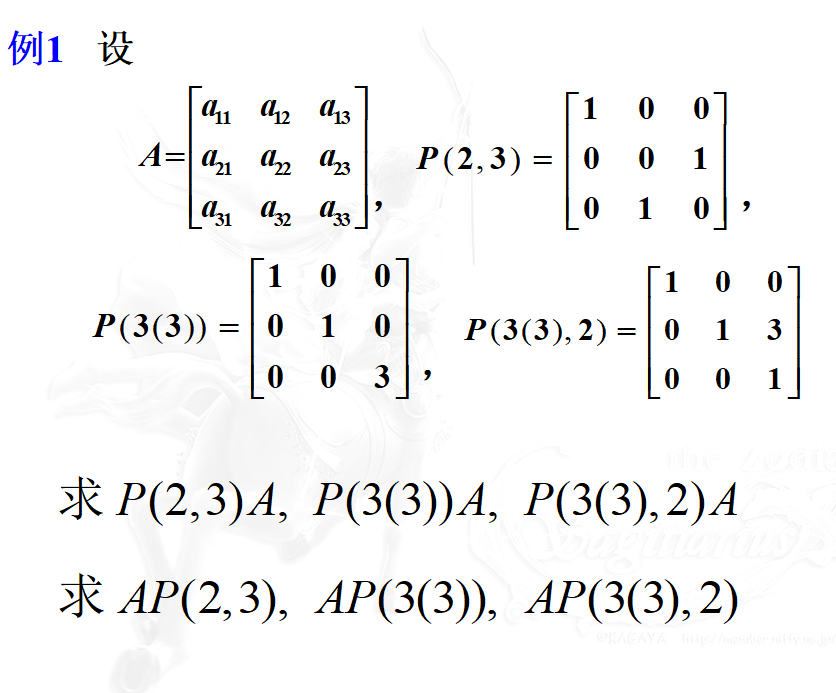 例1 设
A=[a11 a12 a13
a21 a22 a23
a31 a32 a33],
P(2,3)=[1 0 0
0 0 1
0 1 0],
P(3(3))=[1 0 0
0 1 0
0 0 3],
P(3(3),2)=[1 0 0
0 1 3
0 0 1]
求 P(2,3)A, P(3(3))A, P(3(3),2)A
求 AP(2,3), AP(3(3)), AP(3(3),2)
©KAGAYA